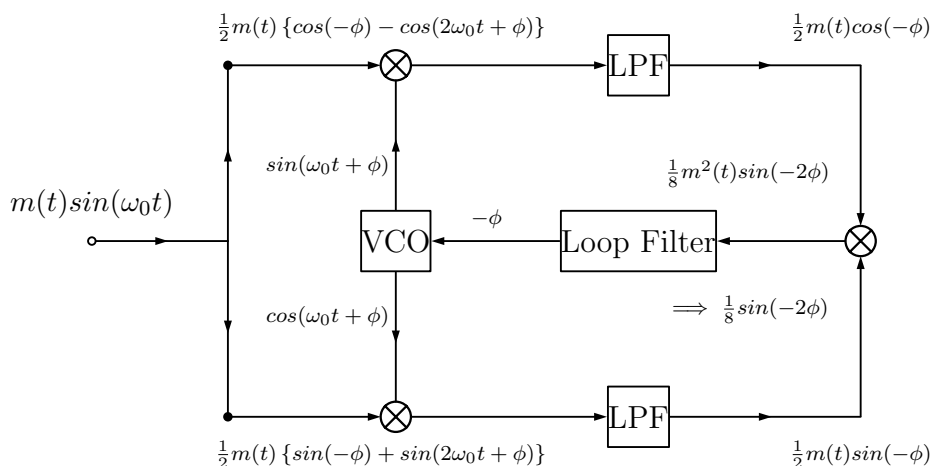 ½m(t) {cos(−ϕ) − cos(2ω₀t + ϕ)}
½m(t)cos(−ϕ)
LPF
sin(ω₀t + ϕ)
⅛m²(t)sin(−2ϕ)
m(t)sin(ω₀t)
VCO
−ϕ
Loop Filter
cos(ω₀t + ϕ)
⟹ ⅛sin(−2ϕ)
LPF
½m(t) {sin(−ϕ) + sin(2ω₀t + ϕ)}
½m(t)sin(−ϕ)